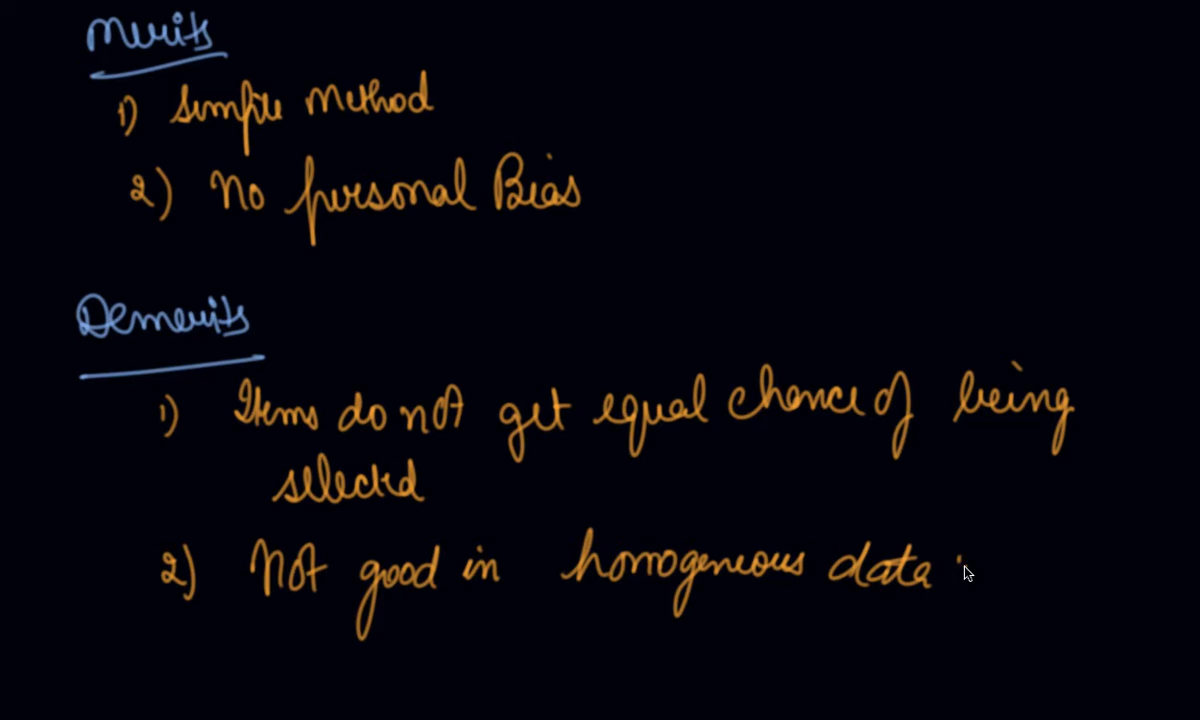 Merits
1) Simple Method
2) No personal Bias
Demerits
1) Items do not get equal chance of being
selected
2) Not good in homogeneous data